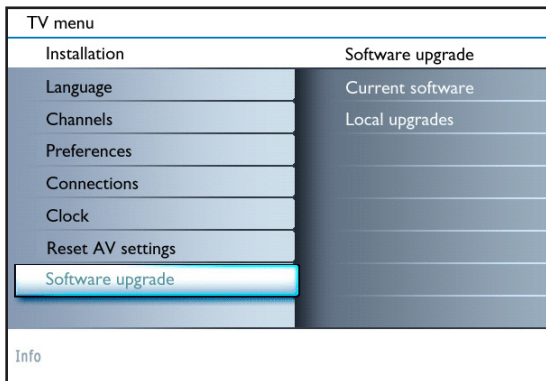 TV menu
Installation
Software upgrade
Language
Current software
Channels
Local upgrades
Preferences
Connections
Clock
Reset AV settings
Software upgrade
Info